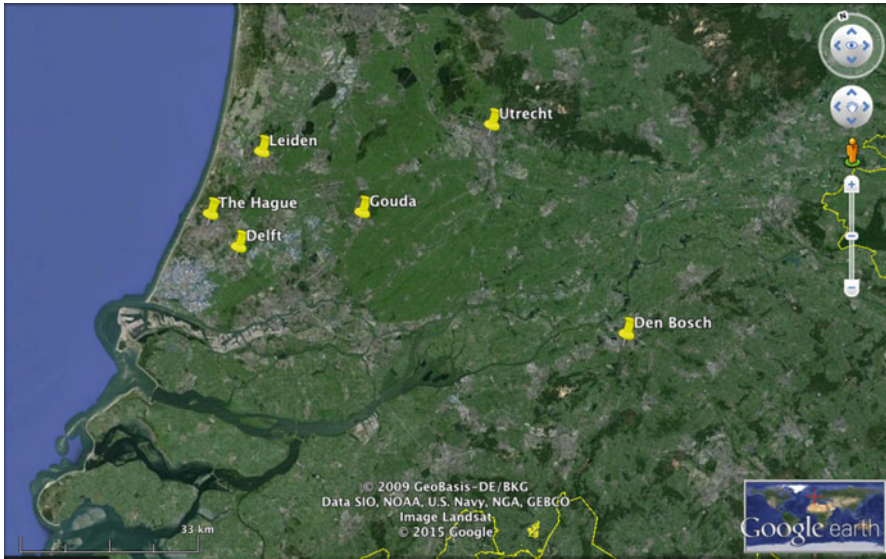 N
Utrecht
Leiden
The Hague
Gouda
Delft
Den Bosch
© 2009 GeoBasis-DE/BKG
Data SIO, NOAA, U.S. Navy, NGA, GEBCO
Image Landsat
© 2015 Google
33 km
Google earth